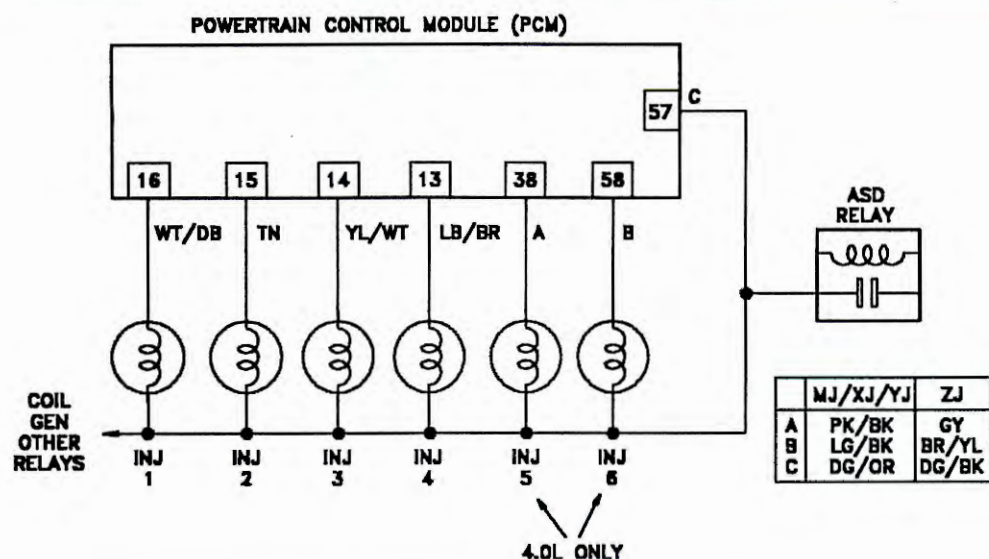 POWERTRAIN CONTROL MODULE (PCM)
57 C
16 15 14 13 38 58
WT/DB TN YL/WT LB/BR A B
ASD
RELAY
COIL
GEN
OTHER
RELAYS
INJ INJ INJ INJ INJ INJ
1 2 3 4 5 6
4.0L ONLY
MJ/XJ/YJ ZJ
A PK/BK GY
B LG/BK BR/YL
C DG/OR DG/BK